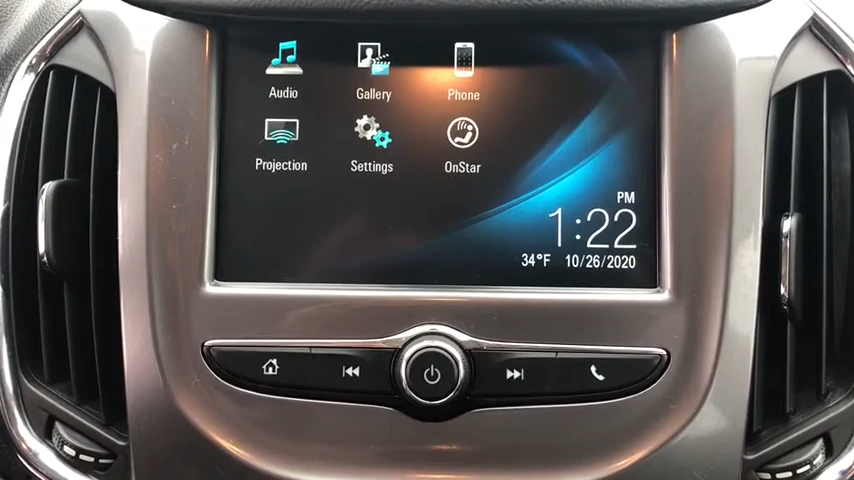 Audio Gallery Phone
Projection Settings OnStar
PM
1:22
34°F 10/26/2020